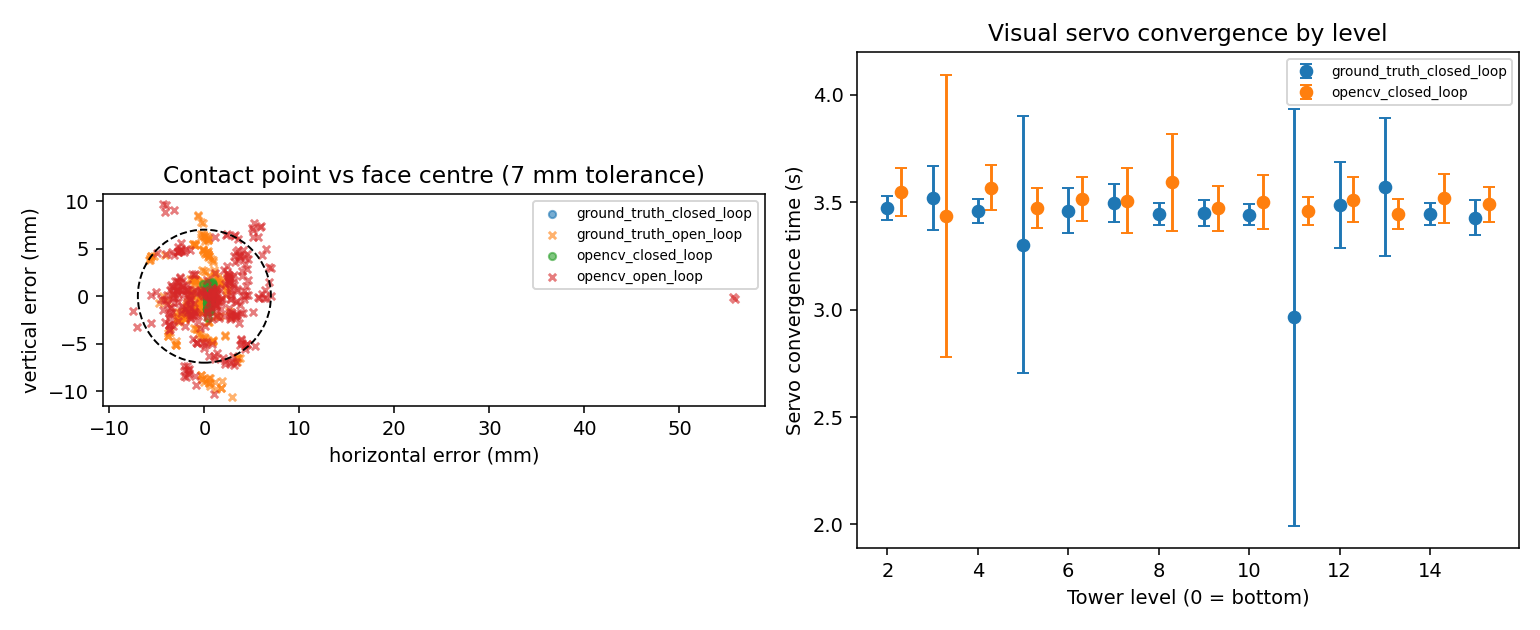 Contact point vs face centre (7 mm tolerance)
vertical error (mm)
10
5
0
−5
−10
ground_truth_closed_loop
ground_truth_open_loop
opencv_closed_loop
opencv_open_loop
−10 0 10 20 30 40 50
horizontal error (mm)
Visual servo convergence by level
Servo convergence time (s)
4.0
3.5
3.0
2.5
2.0
ground_truth_closed_loop
opencv_closed_loop
2 4 6 8 10 12 14
Tower level (0 = bottom)